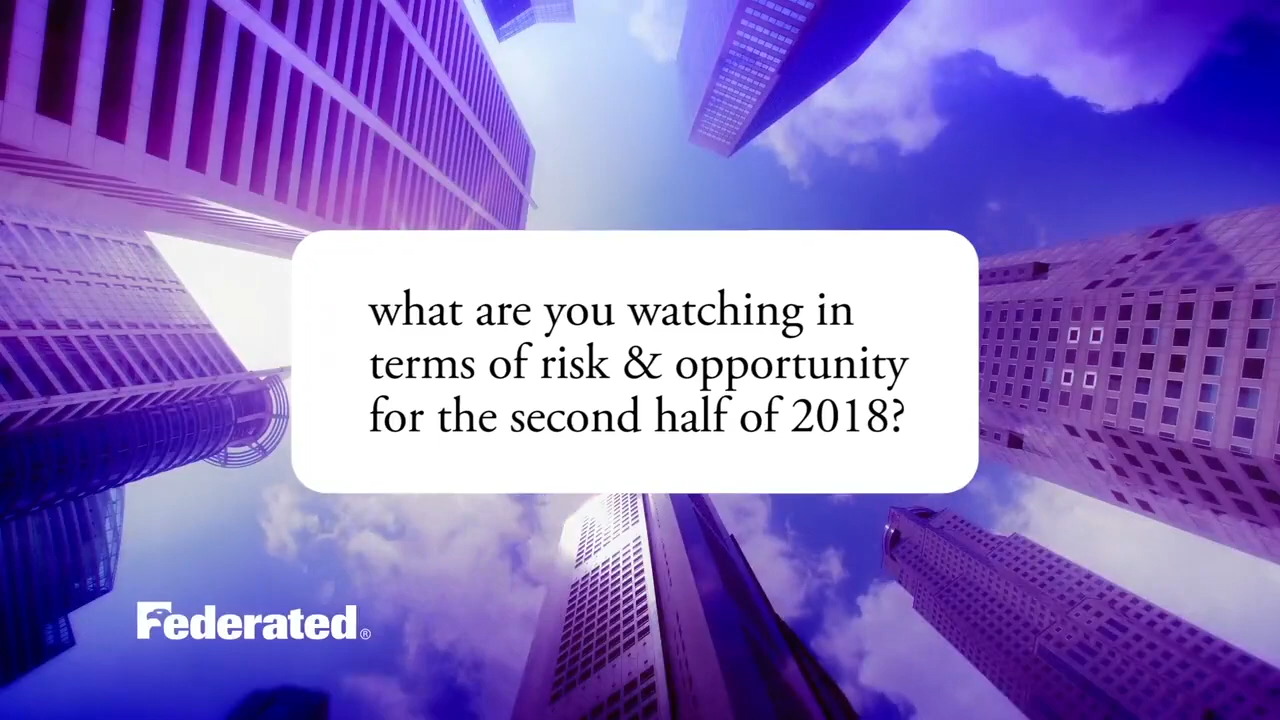 what are you watching in
terms of risk & opportunity
for the second half of 2018?
Federated®